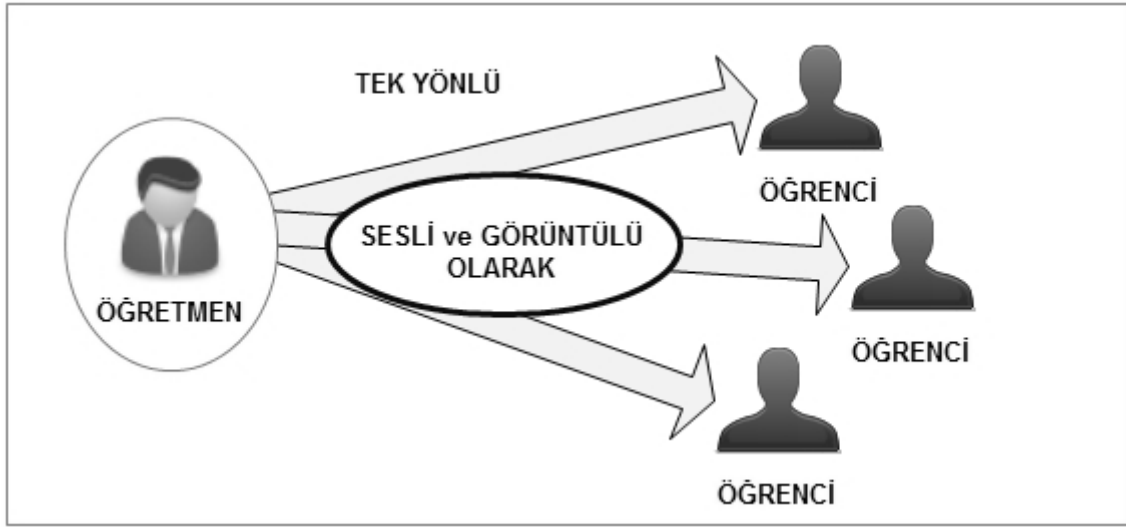 TEK YÖNLÜ
ÖĞRENCİ
SESLİ ve GÖRÜNTÜLÜ
OLARAK
ÖĞRETMEN
ÖĞRENCİ
ÖĞRENCİ